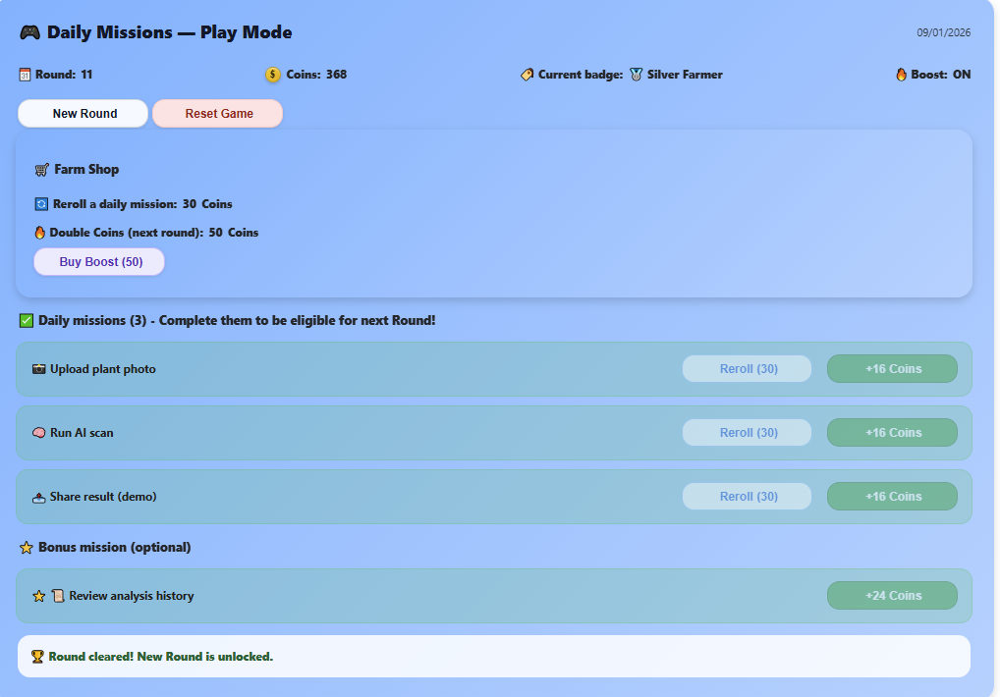 Daily Missions — Play Mode
09/01/2026
Round: 11
Coins: 368
Current badge: Silver Farmer
Boost: ON
New Round
Reset Game
Farm Shop
Reroll a daily mission: 30 Coins
Double Coins (next round): 50 Coins
Buy Boost (50)
Daily missions (3) - Complete them to be eligible for next Round!
Upload plant photo
Reroll (30)
+16 Coins
Run AI scan
Reroll (30)
+16 Coins
Share result (demo)
Reroll (30)
+16 Coins
Bonus mission (optional)
Review analysis history
+24 Coins
Round cleared! New Round is unlocked.